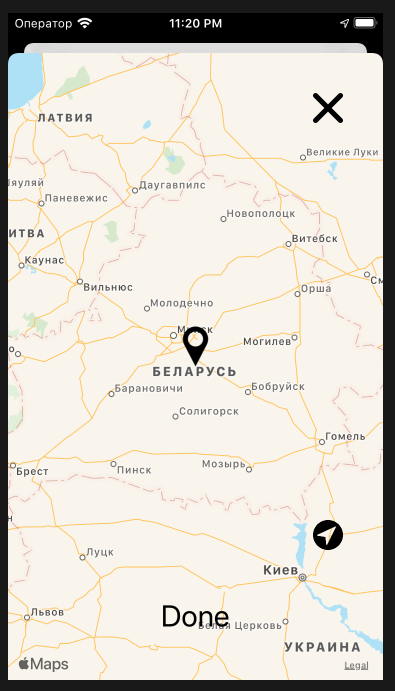 Оператор
11:20 PM
ЛАТВИЯ
Великие Луки
Даугавпилс
Паневежис
Новополоцк
ИТВА
Витебск
Каунас
Вильнюс
Орша
Молодечно
Могилев
БЕЛАРУСЬ
Барановичи
Бобруйск
Солигорск
Гомель
Мозырь
Пинск
Брест
Луцк
Киев
Львов
Done
Белая Церковь
УКРАИНА
Maps
Legal